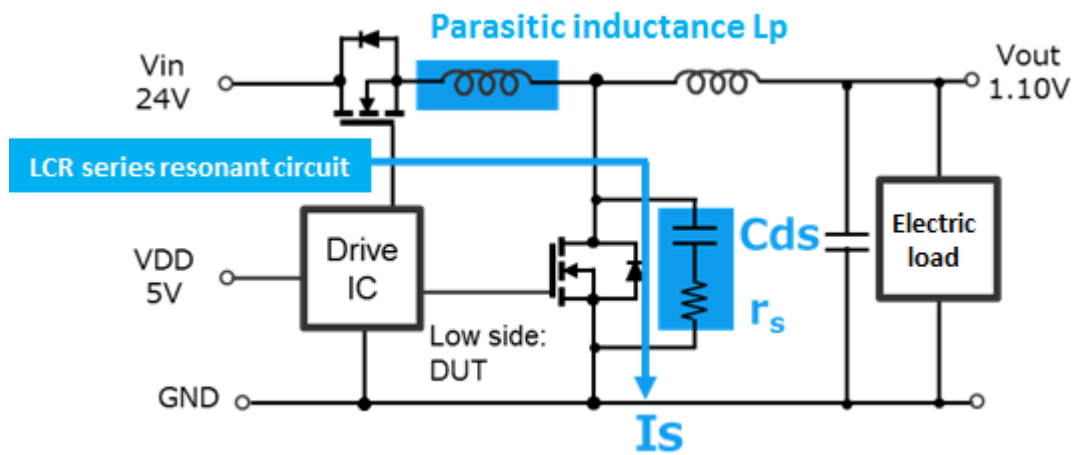 Parasitic inductance Lp
Vin
24V
Vout
1.10V
LCR series resonant circuit
Drive
IC
VDD
5V
Cds
rs
Electric
load
Low side:
DUT
GND
Is